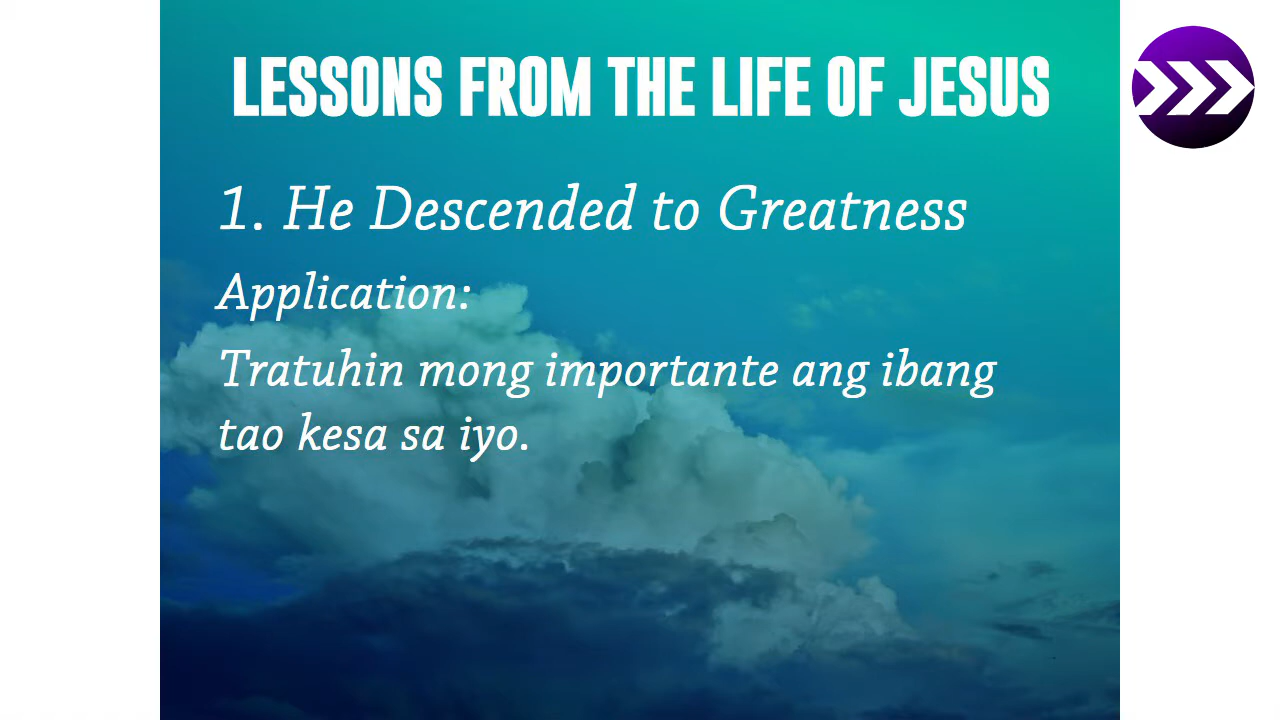 LESSONS FROM THE LIFE OF JESUS
1. He Descended to Greatness
Application:
Tratuhin mong importante ang ibang
tao kesa sa iyo.